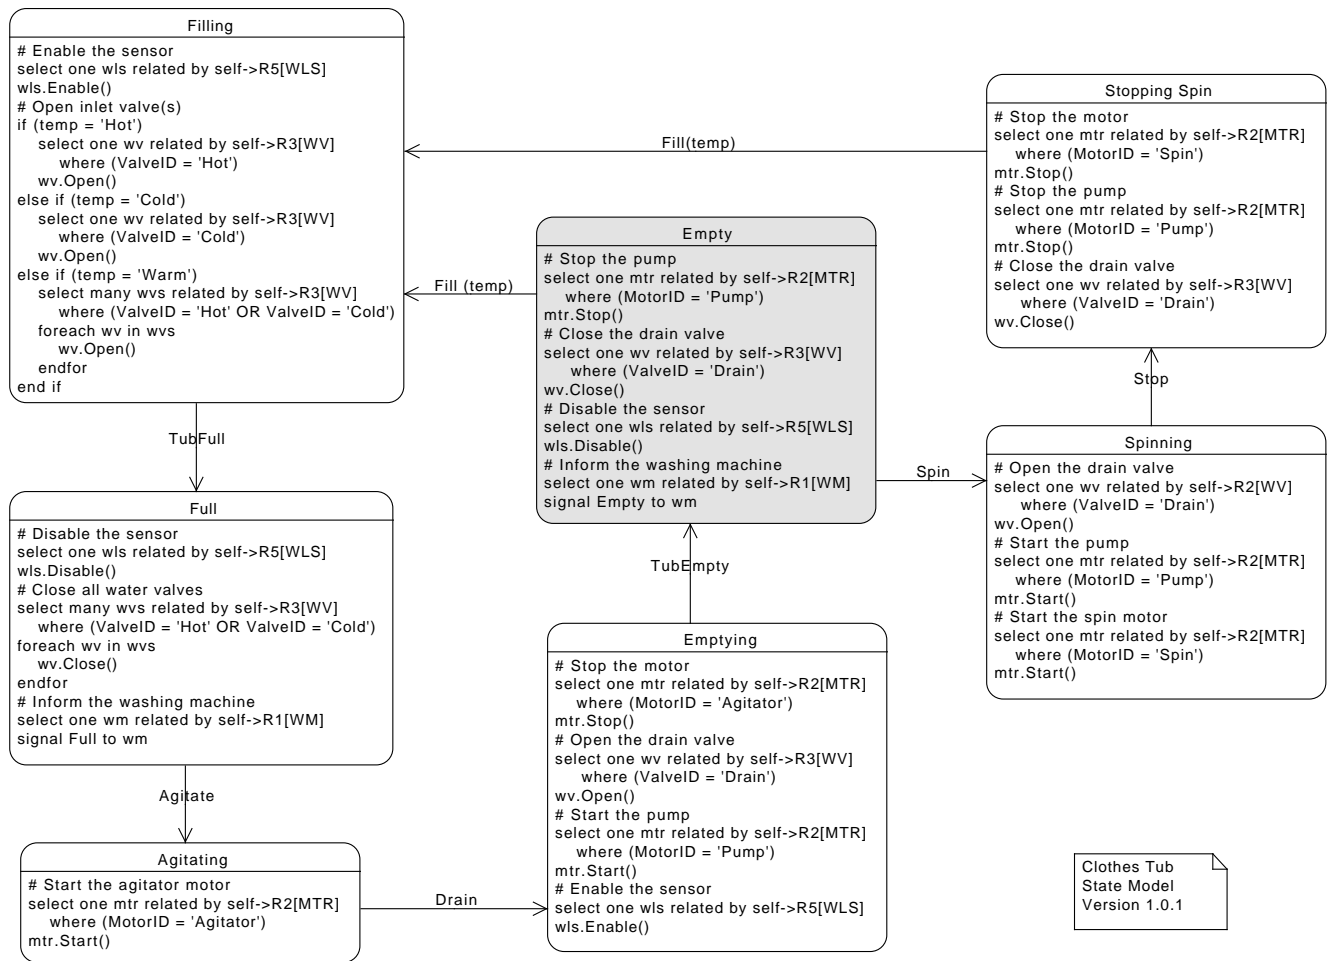 Filling
# Enable the sensor
select one wls related by self->R5[WLS]
wls.Enable()
# Open inlet valve(s)
if (temp = 'Hot')
select one wv related by self->R3[WV]
where (ValveID = 'Hot')
wv.Open()
else if (temp = 'Cold')
select one wv related by self->R3[WV]
where (ValveID = 'Cold')
wv.Open()
else if (temp = 'Warm')
select many wvs related by self->R3[WV]
where (ValveID = 'Hot' OR ValveID = 'Cold')
foreach wv in wvs
wv.Open()
endfor
end if
TubFull
Full
# Disable the sensor
select one wls related by self->R5[WLS]
wls.Disable()
# Close all water valves
select many wvs related by self->R3[WV]
where (ValveID = 'Hot' OR ValveID = 'Cold')
foreach wv in wvs
wv.Close()
endfor
# Inform the washing machine
select one wm related by self->R1[WM]
signal Full to wm
Agitate
Agitating
# Start the agitator motor
select one mtr related by self->R2[MTR]
where (MotorID = 'Agitator')
mtr.Start()
Drain
Emptying
# Stop the motor
select one mtr related by self->R2[MTR]
where (MotorID = 'Agitator')
mtr.Stop()
# Open the drain valve
select one wv related by self->R3[WV]
where (ValveID = 'Drain')
wv.Open()
# Start the pump
select one mtr related by self->R2[MTR]
where (MotorID = 'Pump')
mtr.Start()
# Enable the sensor
select one wls related by self->R5[WLS]
wls.Enable()
TubEmpty
Empty
# Stop the pump
select one mtr related by self->R2[MTR]
where (MotorID = 'Pump')
mtr.Stop()
# Close the drain valve
select one wv related by self->R3[WV]
where (ValveID = 'Drain')
wv.Close()
# Disable the sensor
select one wls related by self->R5[WLS]
wls.Disable()
# Inform the washing machine
select one wm related by self->R1[WM]
signal Empty to wm
Fill (temp)
Spin
Spinning
# Open the drain valve
select one wv related by self->R2[WV]
where (ValveID = 'Drain')
wv.Open()
# Start the pump
select one mtr related by self->R2[MTR]
where (MotorID = 'Pump')
mtr.Start()
# Start the spin motor
select one mtr related by self->R2[MTR]
where (MotorID = 'Spin')
mtr.Start()
Stop
Stopping Spin
# Stop the motor
select one mtr related by self->R2[MTR]
where (MotorID = 'Spin')
mtr.Stop()
# Stop the pump
select one mtr related by self->R2[MTR]
where (MotorID = 'Pump')
mtr.Stop()
# Close the drain valve
select one wv related by self->R3[WV]
where (ValveID = 'Drain')
wv.Close()
Fill(temp)
Clothes Tub
State Model
Version 1.0.1